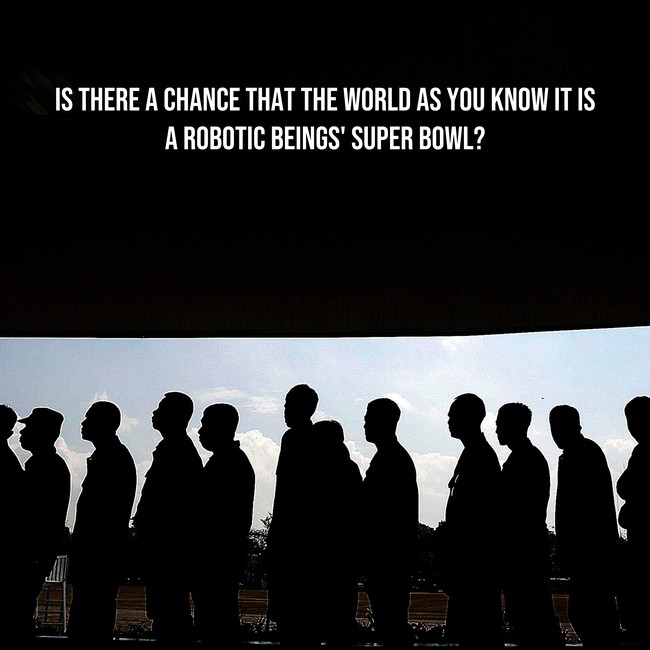 IS THERE A CHANCE THAT THE WORLD AS YOU KNOW IT IS
A ROBOTIC BEINGS' SUPER BOWL?